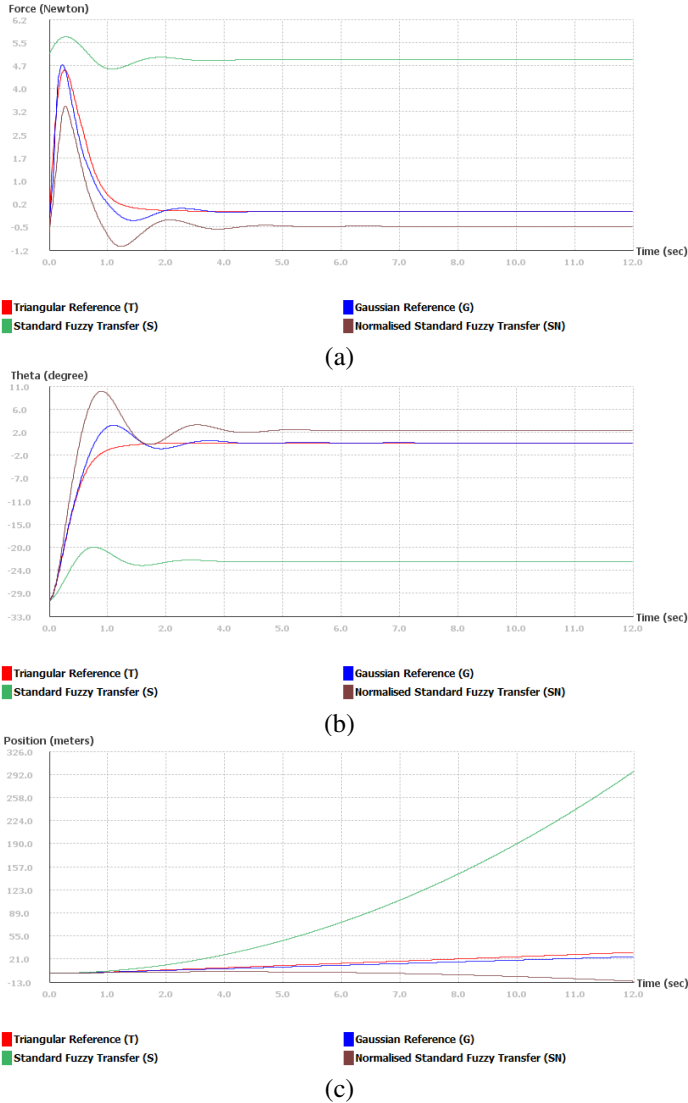 Force (Newton)
6.2
5.5
4.7
4.0
3.2
2.5
1.7
1.0
0.2
-0.5
-1.2
Time (sec)
0.0 1.0 2.0 3.0 4.0 5.0 6.0 7.0 8.0 9.0 10.0 11.0 12.0
Triangular Reference (T) Gaussian Reference (G)
Standard Fuzzy Transfer (S) Normalised Standard Fuzzy Transfer (SN)
(a)
Theta (degree)
11.0
6.0
2.0
-2.0
-7.0
-11.0
-15.0
-20.0
-24.0
-29.0
-33.0
Time (sec)
0.0 1.0 2.0 3.0 4.0 5.0 6.0 7.0 8.0 9.0 10.0 11.0 12.0
Triangular Reference (T) Gaussian Reference (G)
Standard Fuzzy Transfer (S) Normalised Standard Fuzzy Transfer (SN)
(b)
Position (meters)
326.0
292.0
258.0
224.0
190.0
157.0
123.0
89.0
55.0
21.0
-13.0
Time (sec)
0.0 1.0 2.0 3.0 4.0 5.0 6.0 7.0 8.0 9.0 10.0 11.0 12.0
Triangular Reference (T) Gaussian Reference (G)
Standard Fuzzy Transfer (S) Normalised Standard Fuzzy Transfer (SN)
(c)